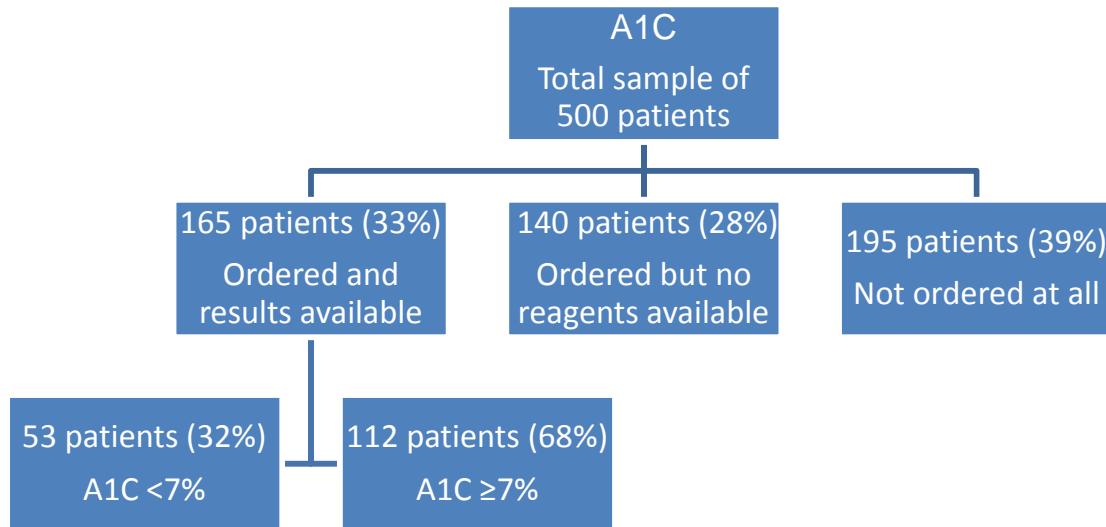 A1C
Total sample of
500 patients
165 patients (33%)
Ordered and
results available
140 patients (28%)
Ordered but no
reagents available
195 patients (39%)
Not ordered at all
53 patients (32%)
A1C <7%
112 patients (68%)
A1C ≥7%